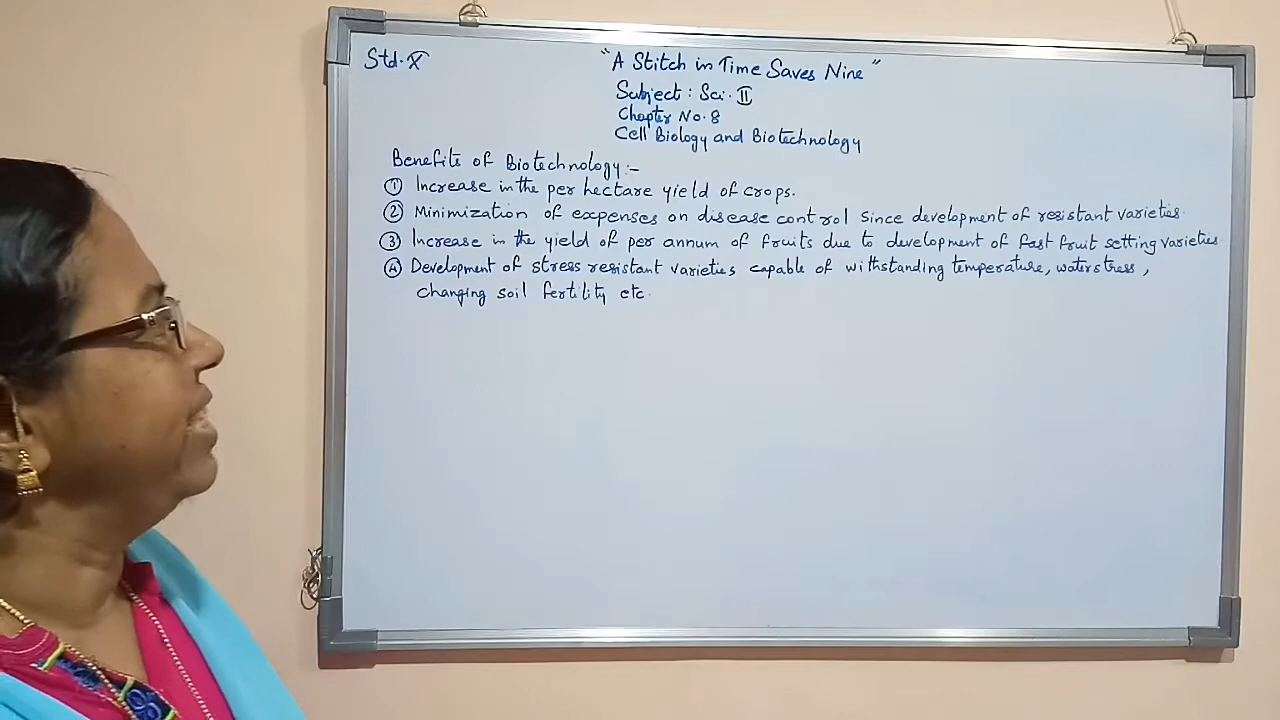 Std. X
"A Stitch in Time Saves Nine"
Subject : Sci. II
Chapter No. 8
Cell Biology and Biotechnology
Benefits of Biotechnology :-
① Increase in the per hectare yield of crops.
② Minimization of expenses on disease control since development of resistant varieties.
③ Increase in the yield of per annum of fruits due to development of fast fruit setting varieties
④ Development of stress resistant varieties capable of withstanding temperature, water stress,
changing soil fertility etc.